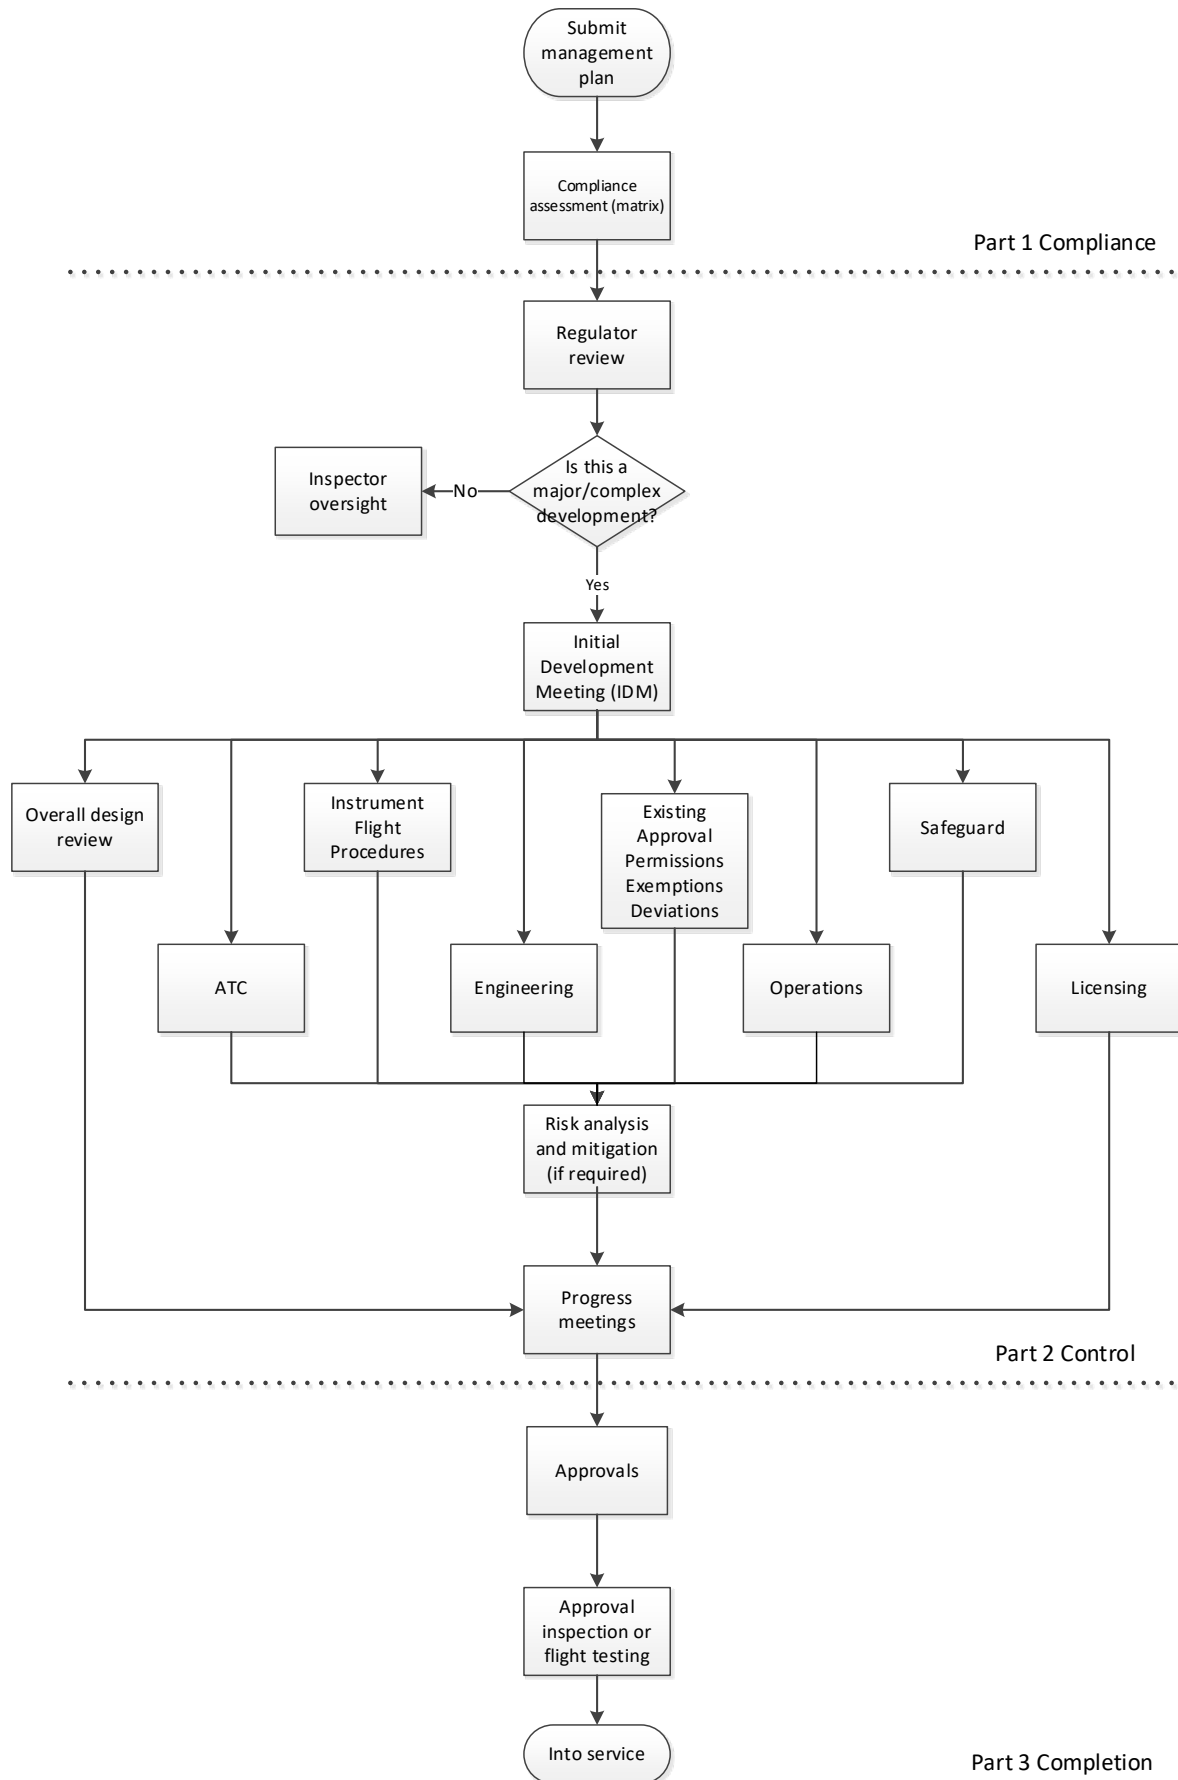 Submit
management
plan
Compliance
assessment (matrix)
Part 1 Compliance
Regulator
review
Is this a
major/complex
development?
No
Inspector
oversight
Yes
Initial
Development
Meeting (IDM)
Overall design
review
Instrument
Flight
Procedures
Existing
Approval
Permissions
Exemptions
Deviations
Safeguard
ATC
Engineering
Operations
Licensing
Risk analysis
and mitigation
(if required)
Progress
meetings
Part 2 Control
Approvals
Approval
inspection or
flight testing
Into service
Part 3 Completion